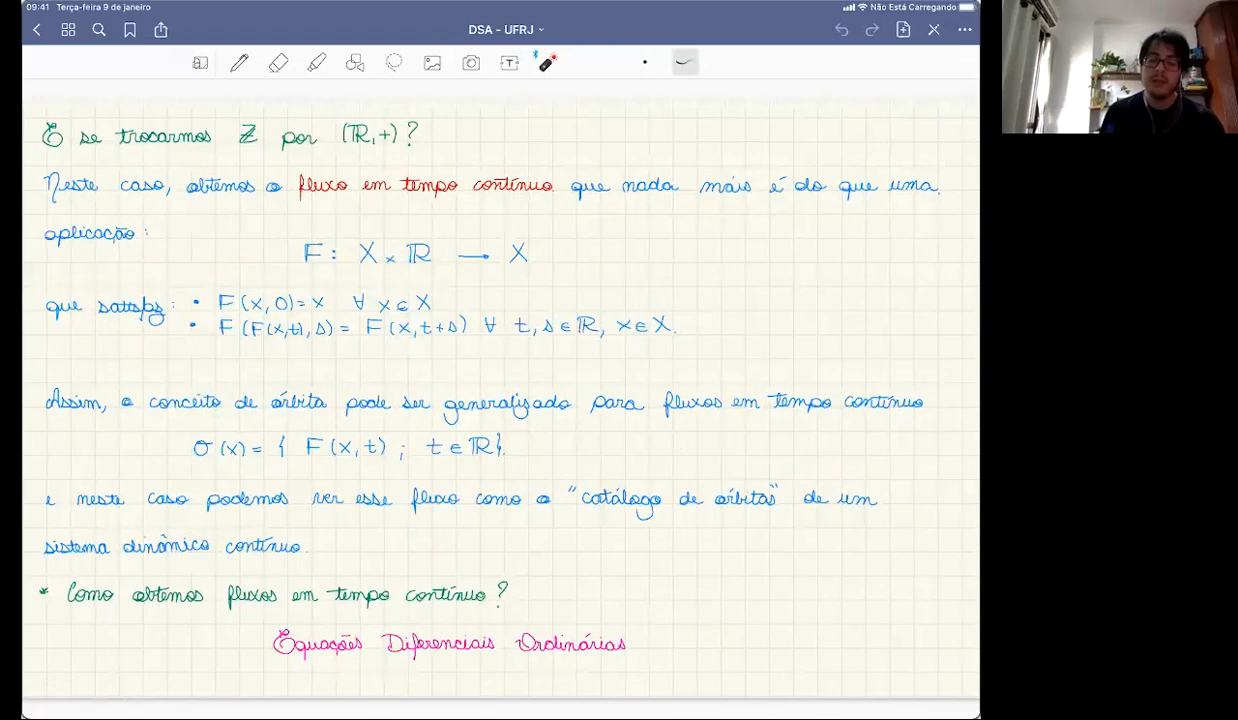 09:41 Terça-feira 9 de janeiro
Não Está Carregando
DSA - UFRJ
T
E se trocarmos ℤ por (ℝ,+)?
Neste caso, obtemos o fluxo em tempo contínuo que nada mais é do que uma
aplicação:
F: X × ℝ → X
que satisfaz: • F(x,0)=x ∀ x ∈ X
• F(F(x,t),s) = F(x,t+s) ∀ t,s ∈ ℝ, x ∈ X.
Assim, o conceito de órbita pode ser generalizado para fluxos em tempo contínuo
O(x) = { F(x,t) ; t ∈ ℝ}.
e neste caso podemos ver esse fluxo como o "catálogo de órbitas" de um
sistema dinâmico contínuo.
* Como obtemos fluxos em tempo contínuo?
Equações Diferenciais Ordinárias